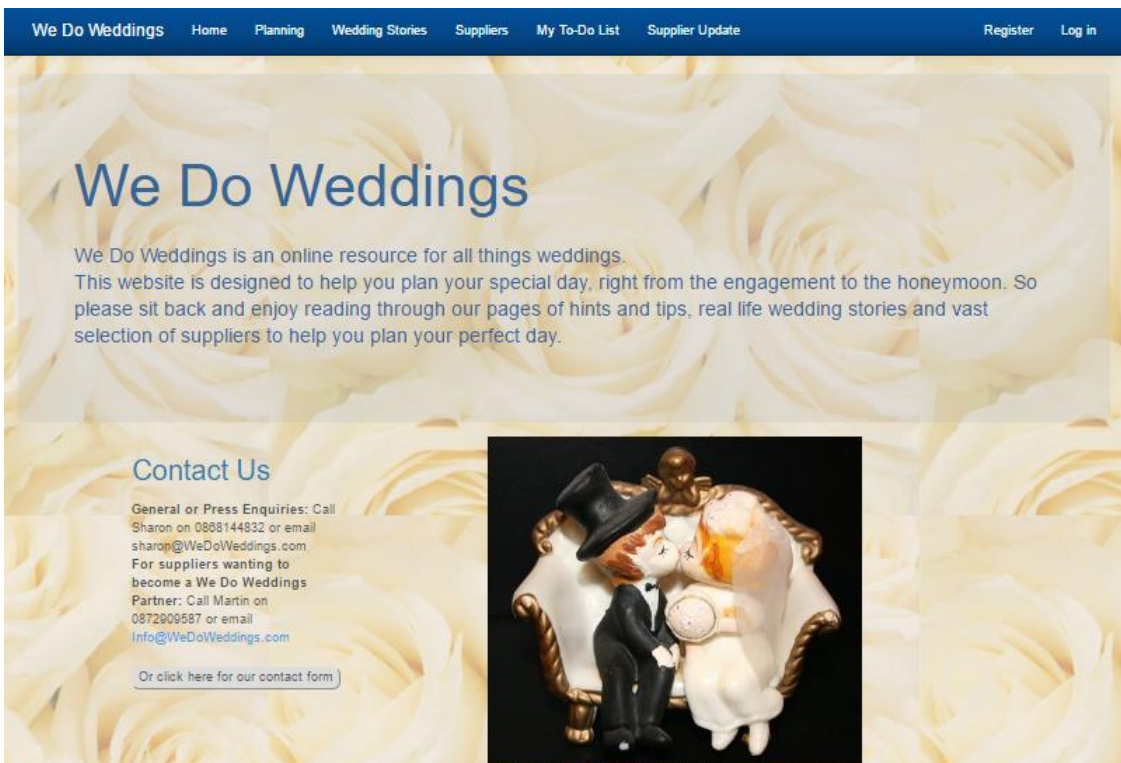 We Do Weddings Home Planning Wedding Stories Suppliers My To-Do List Supplier Update Register Log in
We Do Weddings
We Do Weddings is an online resource for all things weddings.
This website is designed to help you plan your special day, right from the engagement to the honeymoon. So
please sit back and enjoy reading through our pages of hints and tips, real life wedding stories and vast
selection of suppliers to help you plan your perfect day.
Contact Us
General or Press Enquiries: Call
Sharon on 0868144832 or email
sharon@WeDoWeddings.com
For suppliers wanting to
become a We Do Weddings
Partner: Call Martin on
0872909587 or email
Info@WeDoWeddings.com
Or click here for our contact form